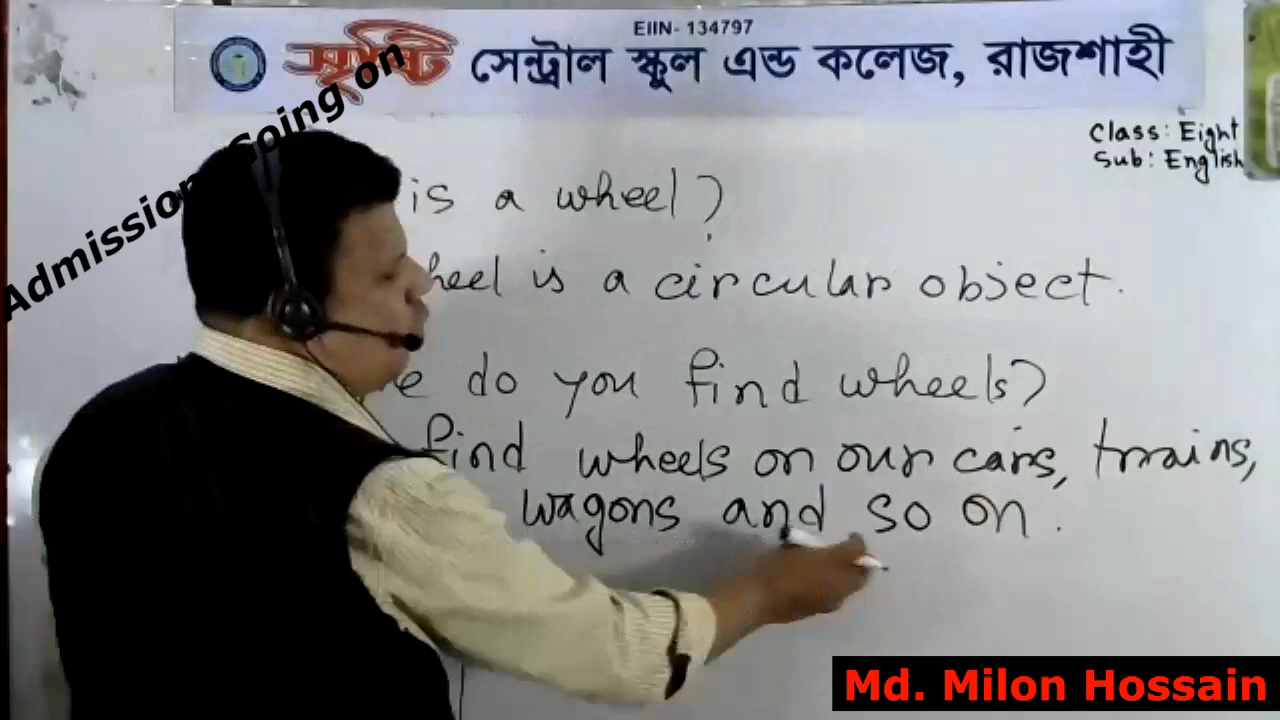 EIIN- 134797
সৃষ্টি সেন্ট্রাল স্কুল এন্ড কলেজ, রাজশাহী
Admission Going on
Class: Eight
Sub: English
is a wheel?
heel is a circular object.
e do you find wheels?
find wheels on our cars, trains,
wagons and so on.
Md. Milon Hossain